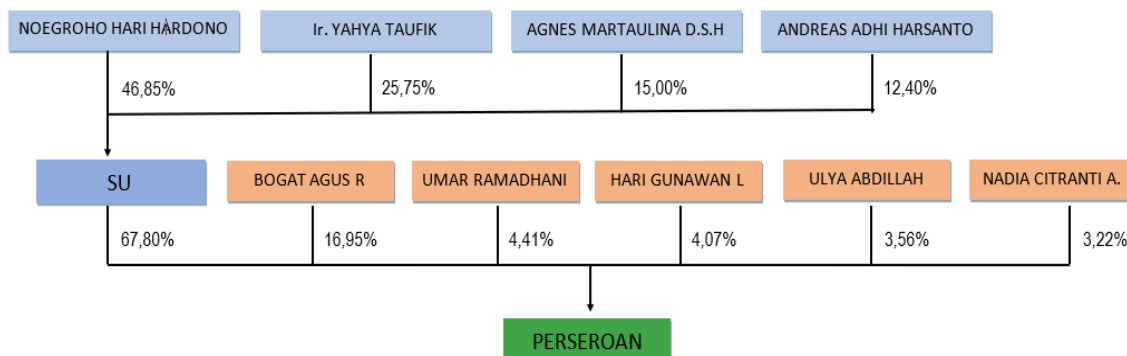 NOEGROHO HARI HARDONO
Ir. YAHYA TAUFIK
AGNES MARTAULINA D.S.H
ANDREAS ADHI HARSANTO
46,85%
25,75%
15,00%
12,40%
SU
BOGAT AGUS R
UMAR RAMADHANI
HARI GUNAWAN L
ULYA ABDILLAH
NADIA CITRANTI A.
67,80%
16,95%
4,41%
4,07%
3,56%
3,22%
PERSEROAN